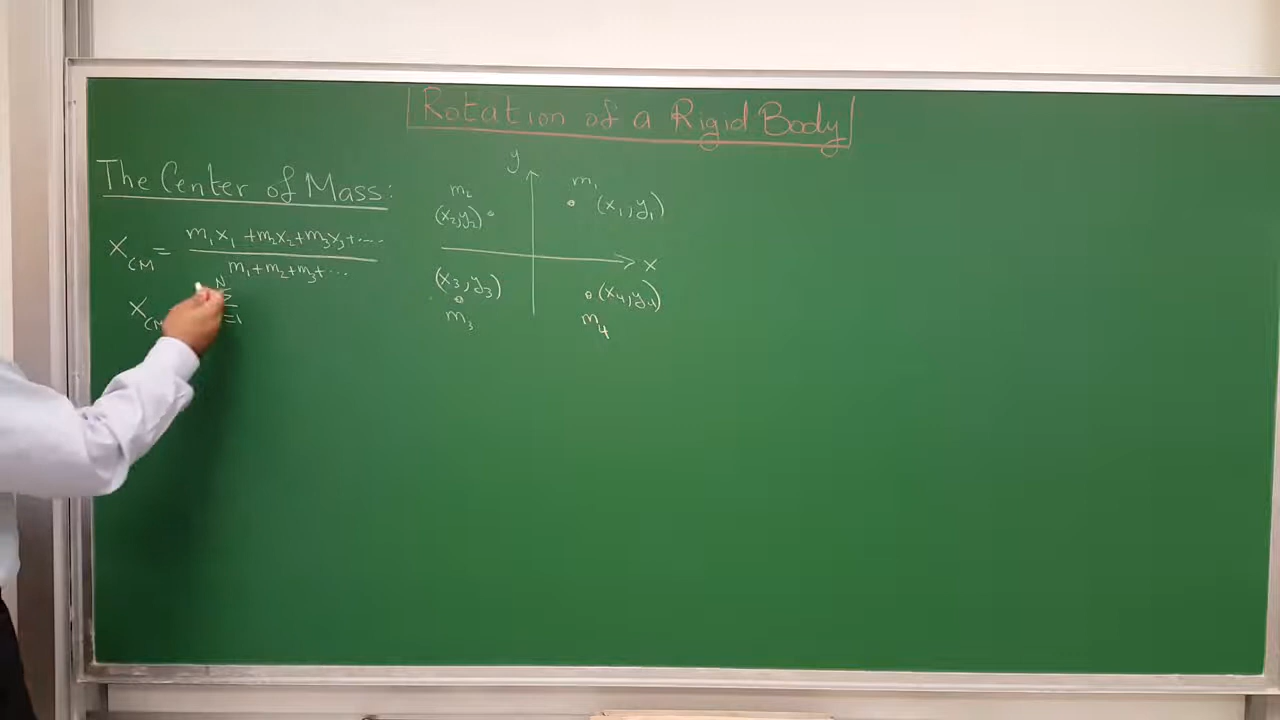 Rotation of a Rigid Body
The Center of Mass:
X_CM = (m₁x₁ + m₂x₂ + m₃x₃ + ....) / (m₁ + m₂ + m₃ + ...)
X_CM
N
=1
y
x
m₁
(x₁, y₁)
m₂
(x₂, y₂)
(x₃, y₃)
m₃
(x₄, y₄)
m₄